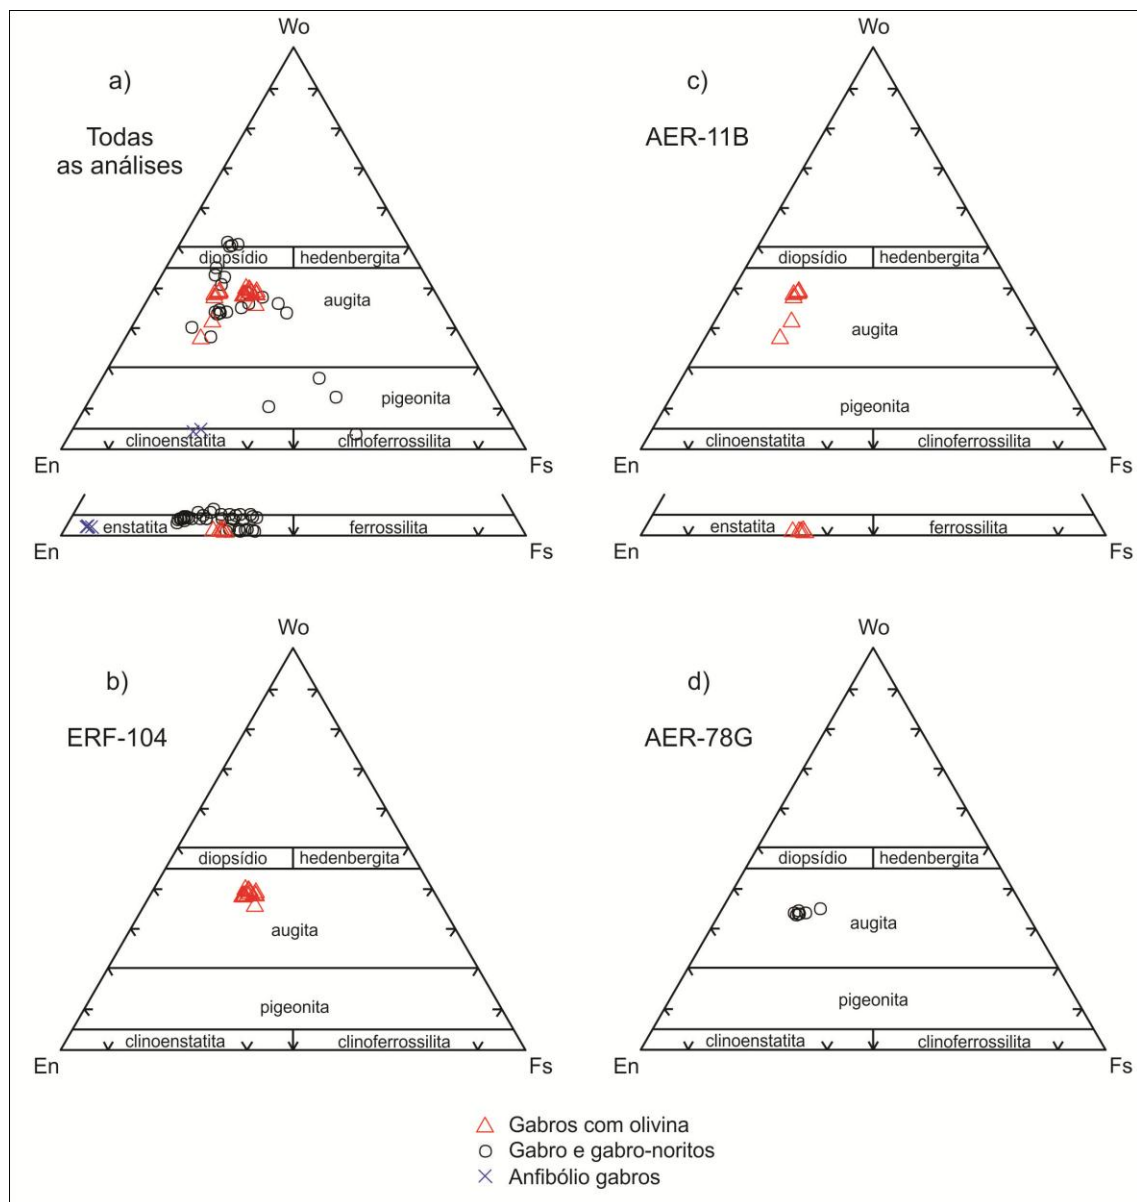 Wo
a)
Todas
as análises
diopsídio
hedenbergita
augita
pigeonita
clinoenstatita
clinoferrossilita
En
Fs
enstatita
ferrossilita
En
Fs
Wo
c)
AER-11B
diopsídio
hedenbergita
augita
pigeonita
clinoenstatita
clinoferrossilita
En
Fs
enstatita
ferrossilita
En
Fs
Wo
b)
ERF-104
diopsídio
hedenbergita
augita
pigeonita
clinoenstatita
clinoferrossilita
En
Fs
Wo
d)
AER-78G
diopsídio
hedenbergita
augita
pigeonita
clinoenstatita
clinoferrossilita
En
Fs
Gabros com olivina
Gabro e gabro-noritos
Anfibólio gabros